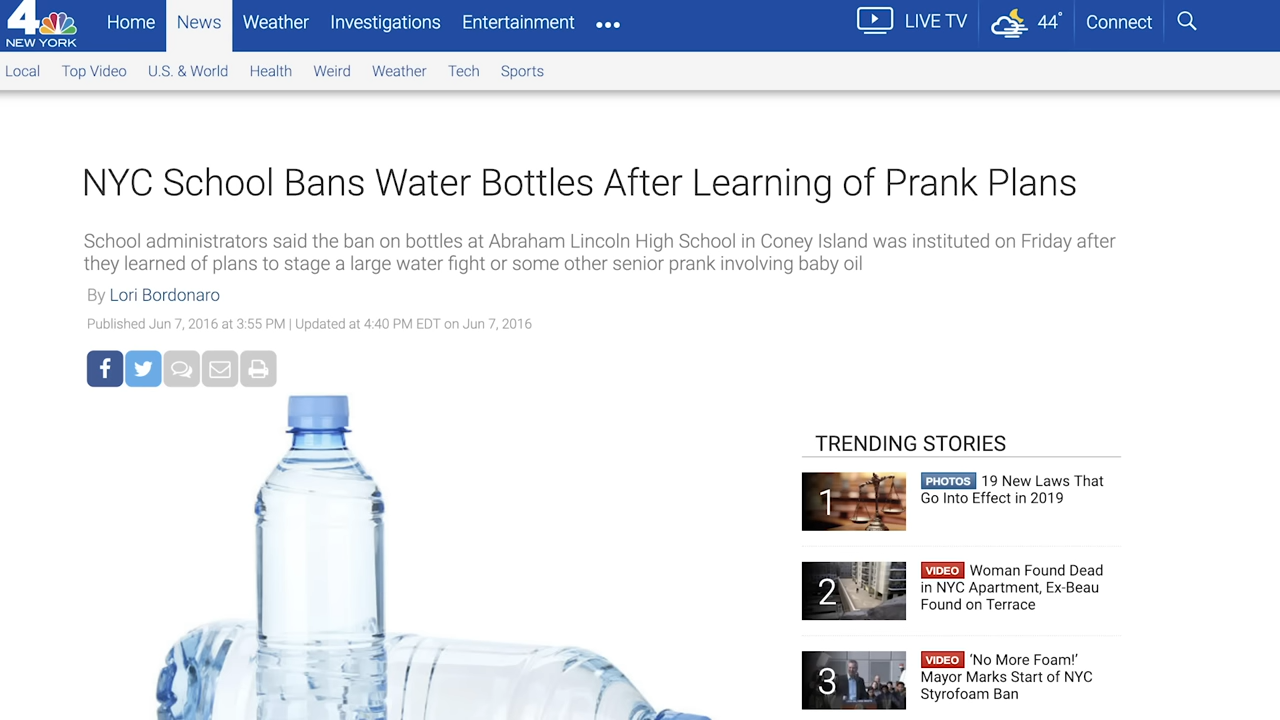 4
NEW YORK
Home News Weather Investigations Entertainment •••
LIVE TV 44° Connect
Local Top Video U.S. & World Health Weird Weather Tech Sports
NYC School Bans Water Bottles After Learning of Prank Plans
School administrators said the ban on bottles at Abraham Lincoln High School in Coney Island was instituted on Friday after
they learned of plans to stage a large water fight or some other senior prank involving baby oil
By Lori Bordonaro
Published Jun 7, 2016 at 3:55 PM | Updated at 4:40 PM EDT on Jun 7, 2016
f
TRENDING STORIES
1
PHOTOS 19 New Laws That
Go Into Effect in 2019
2
VIDEO Woman Found Dead
in NYC Apartment, Ex-Beau
Found on Terrace
3
VIDEO ‘No More Foam!’
Mayor Marks Start of NYC
Styrofoam Ban